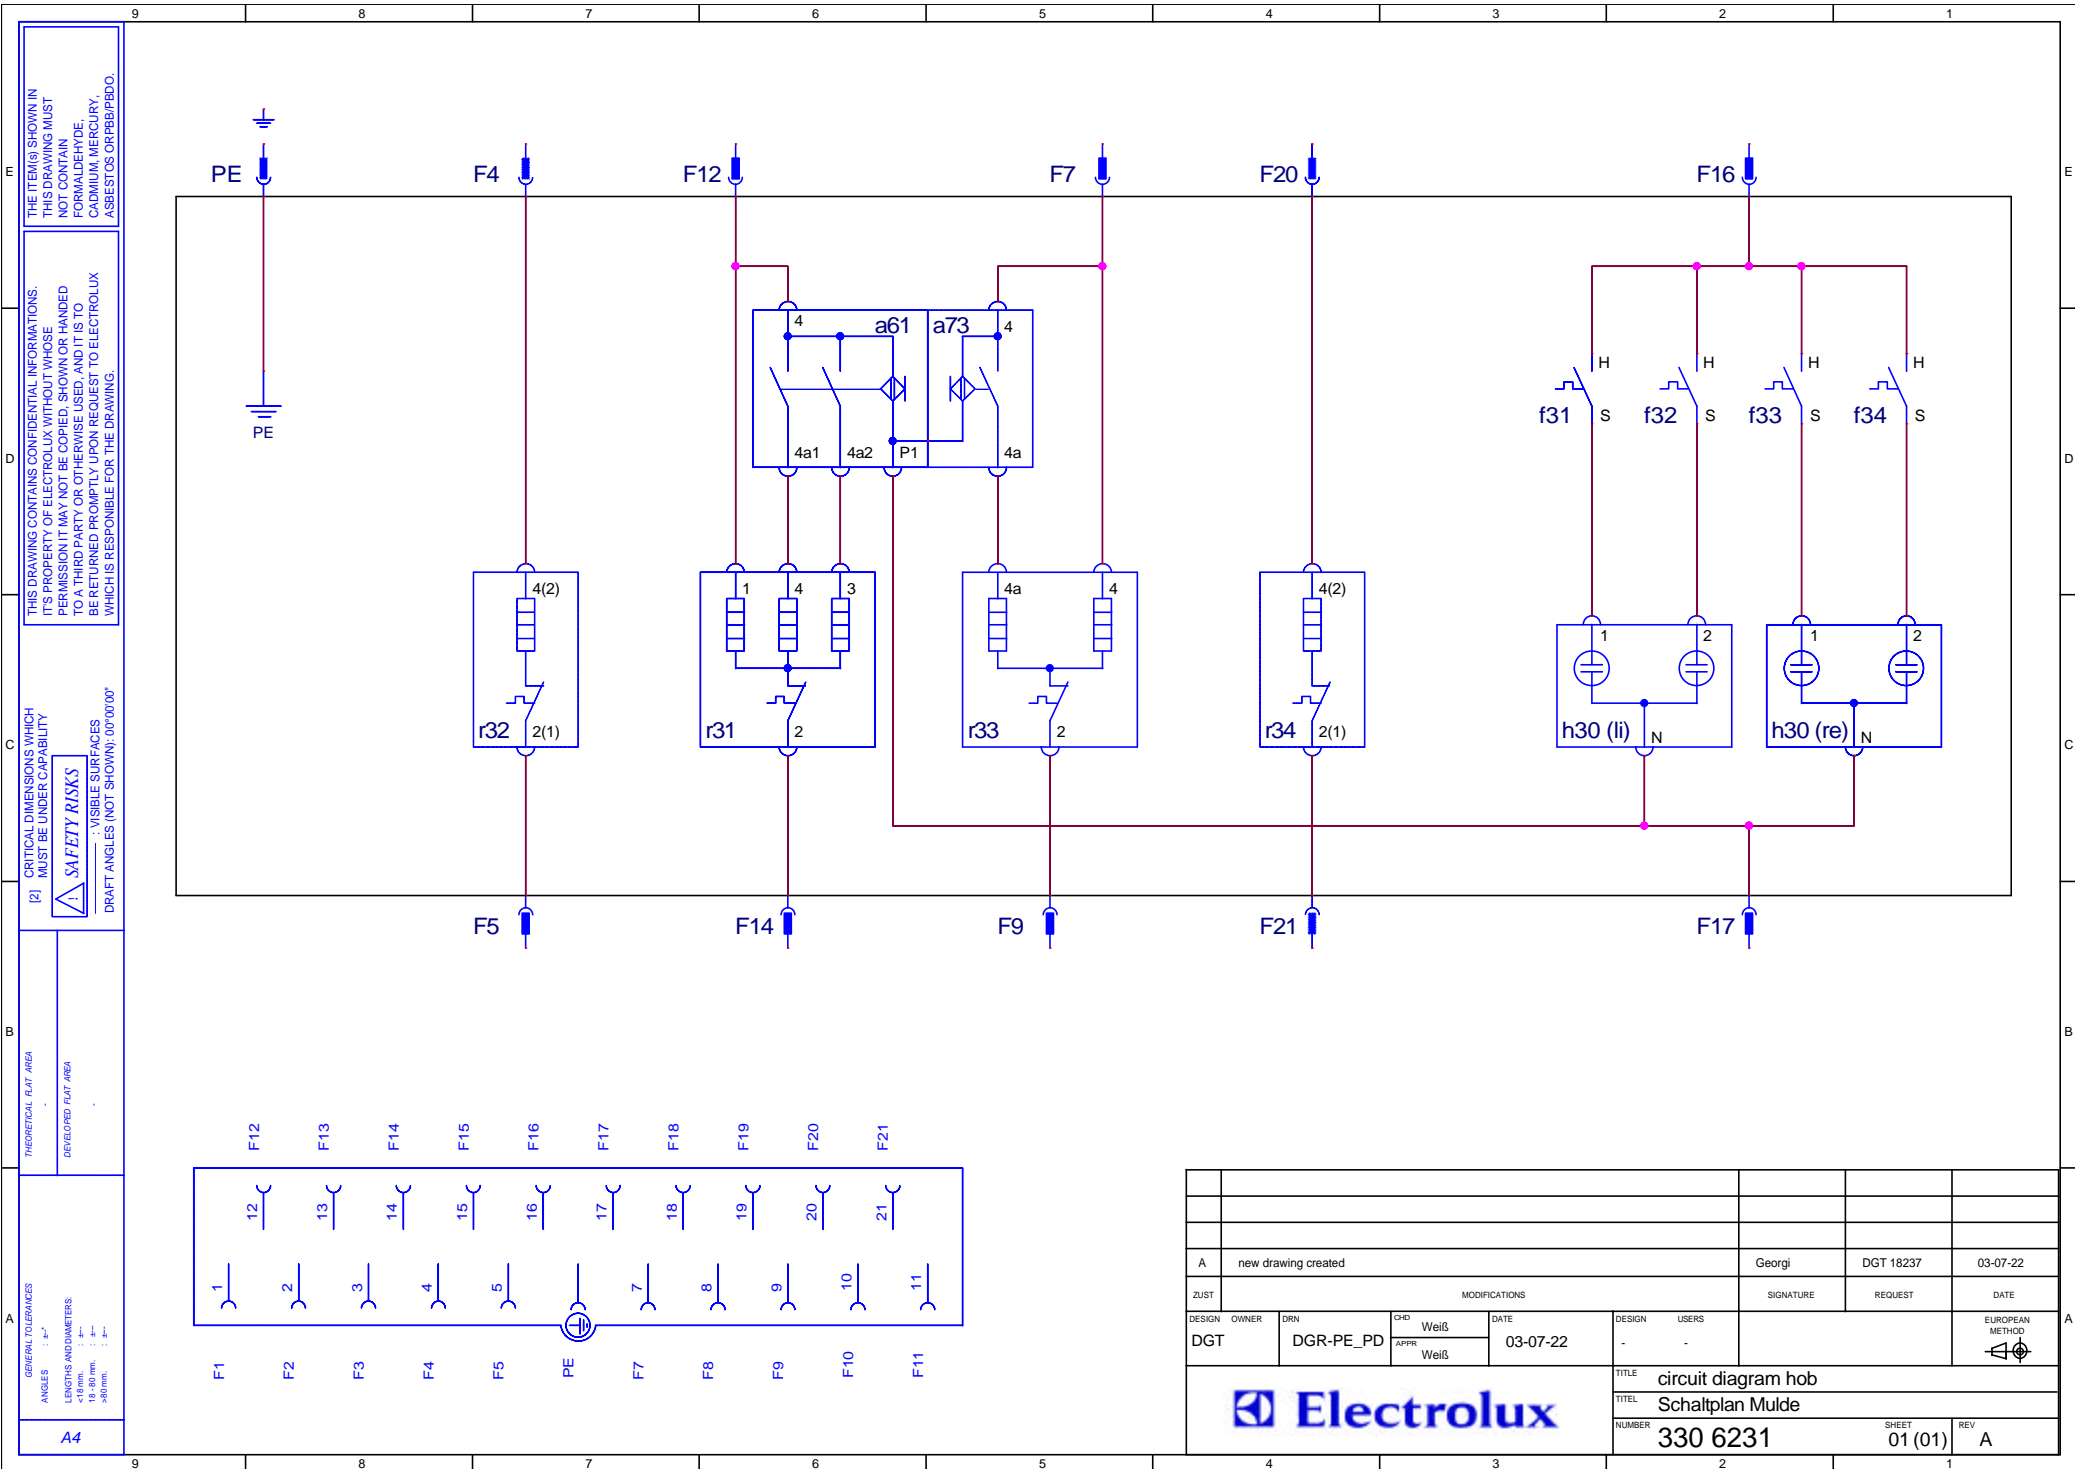 9 8 7 6 5 4 3 2 1
E
D
C
B
A
THE ITEM(s) SHOWN IN
THIS DRAWING MUST
NOT CONTAIN
FORMALDEHYDE,
CADMIUM, MERCURY,
ASBESTOS OR PBB/PBDO.
THIS DRAWING CONTAINS CONFIDENTIAL INFORMATIONS.
IT'S PROPERTY OF ELECTROLUX WITHOUT WHOSE
PERMISSION IT MAY NOT BE COPIED, SHOWN OR HANDED
TO A THIRD PARTY OR OTHERWISE USED, AND IT IS TO
BE RETURNED PROMPTLY UPON REQUEST TO ELECTROLUX
WHICH IS RESPONIBLE FOR THE DRAWING.
[2] CRITICAL DIMENSIONS WHICH
MUST BE UNDER CAPABILITY
! SAFETY RISKS
: VISIBLE SURFACES
DRAFT ANGLES (NOT SHOWN): 00°00'00"
THEORETICAL FLAT AREA
-
DEVELOPED FLAT AREA
-
GENERAL TOLERANCES
ANGLES : ±-°
LENGTHS AND DIAMETERS:
<18 mm. : ±--
18 - 80 mm. : ±--
>80 mm. : ±--
A4
PE F4 F12 F7 F20 F16
4 a61 a73 4
H H H H
f31 S f32 S f33 S f34 S
PE
4a1 4a2 P1 4a
4(2) 1 4 3 4a 4 4(2)
1 2 1 2
r32 2(1) r31 2 r33 2 r34 2(1) h30 (li) N h30 (re) N
F5 F14 F9 F21 F17
F12 F13 F14 F15 F16 F17 F18 F19 F20 F21
12 13 14 15 16 17 18 19 20 21
1 2 3 4 5 7 8 9 10 11
F1 F2 F3 F4 F5 PE F7 F8 F9 F10 F11
A new drawing created Georgi DGT 18237 03-07-22
ZUST MODIFICATIONS SIGNATURE REQUEST DATE
DESIGN OWNER DRN CHD Weiß DATE DESIGN USERS EUROPEAN
METHOD
DGT DGR-PE_PD APPR Weiß 03-07-22 - -
Electrolux
TITLE circuit diagram hob
TITEL Schaltplan Mulde
NUMBER 330 6231 SHEET 01 (01) REV A
E
D
C
B
A
9 8 7 6 5 4 3 2 1